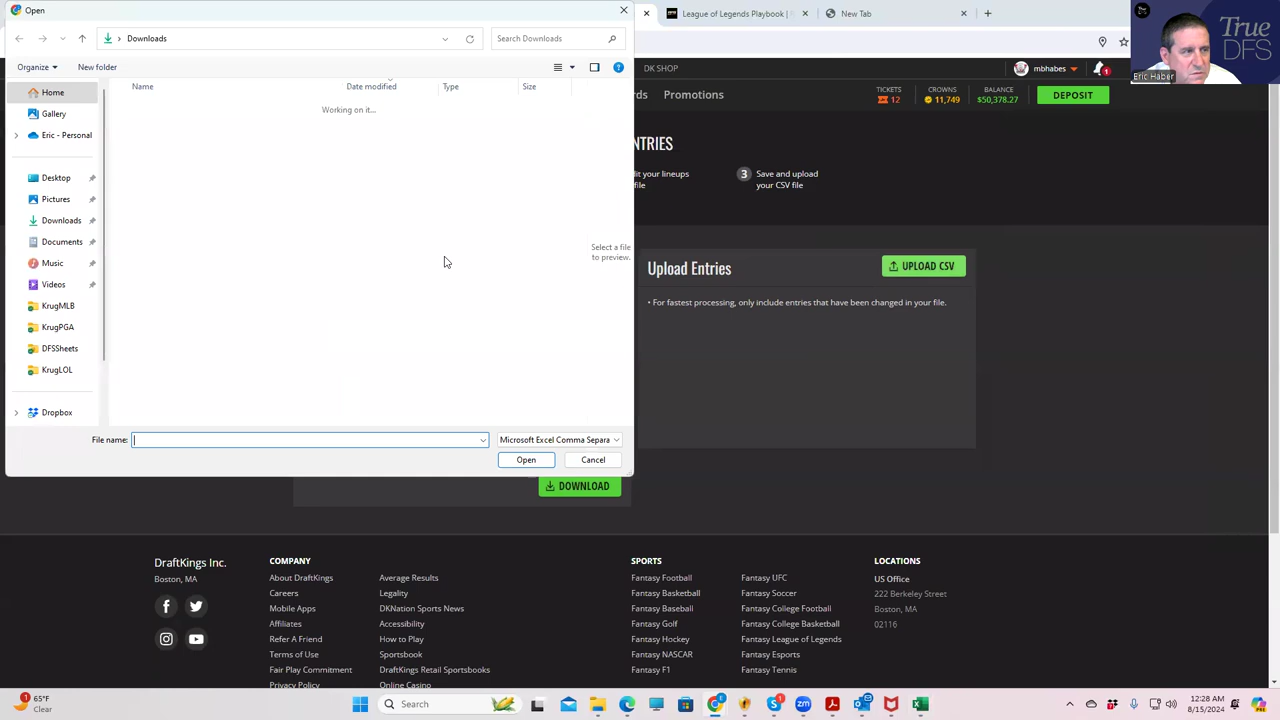 Open
League of Legends Playbook |
New Tab
Downloads
Search Downloads
Organize
New folder
Home
Gallery
Eric - Personal
Desktop
Pictures
Downloads
Documents
Music
Videos
KrugMLB
KrugPGA
DFSSheets
KrugLOL
Dropbox
Name
Date modified
Type
Size
Working on it...
Select a file
to preview.
File name:
Microsoft Excel Comma Separa
Open
Cancel
True
DFS
Eric Haber
DK SHOP
mbhabes
1
rds
Promotions
TICKETS
12
CROWNS
11,749
BALANCE
$50,378.27
DEPOSIT
NTRIES
dit your lineups
file
3
Save and upload
your CSV file
Upload Entries
UPLOAD CSV
• For fastest processing, only include entries that have been changed in your file.
DOWNLOAD
DraftKings Inc.
Boston, MA
COMPANY
About DraftKings
Careers
Mobile Apps
Affiliates
Refer A Friend
Terms of Use
Fair Play Commitment
Privacy Policy
Average Results
Legality
DKNation Sports News
Accessibility
How to Play
Sportsbook
DraftKings Retail Sportsbooks
Online Casino
SPORTS
Fantasy Football
Fantasy Basketball
Fantasy Baseball
Fantasy Golf
Fantasy Hockey
Fantasy NASCAR
Fantasy F1
Fantasy UFC
Fantasy Soccer
Fantasy College Football
Fantasy College Basketball
Fantasy League of Legends
Fantasy Esports
Fantasy Tennis
LOCATIONS
US Office
222 Berkeley Street
Boston, MA
02116
1
65°F
Clear
Search
12:28 AM
8/15/2024